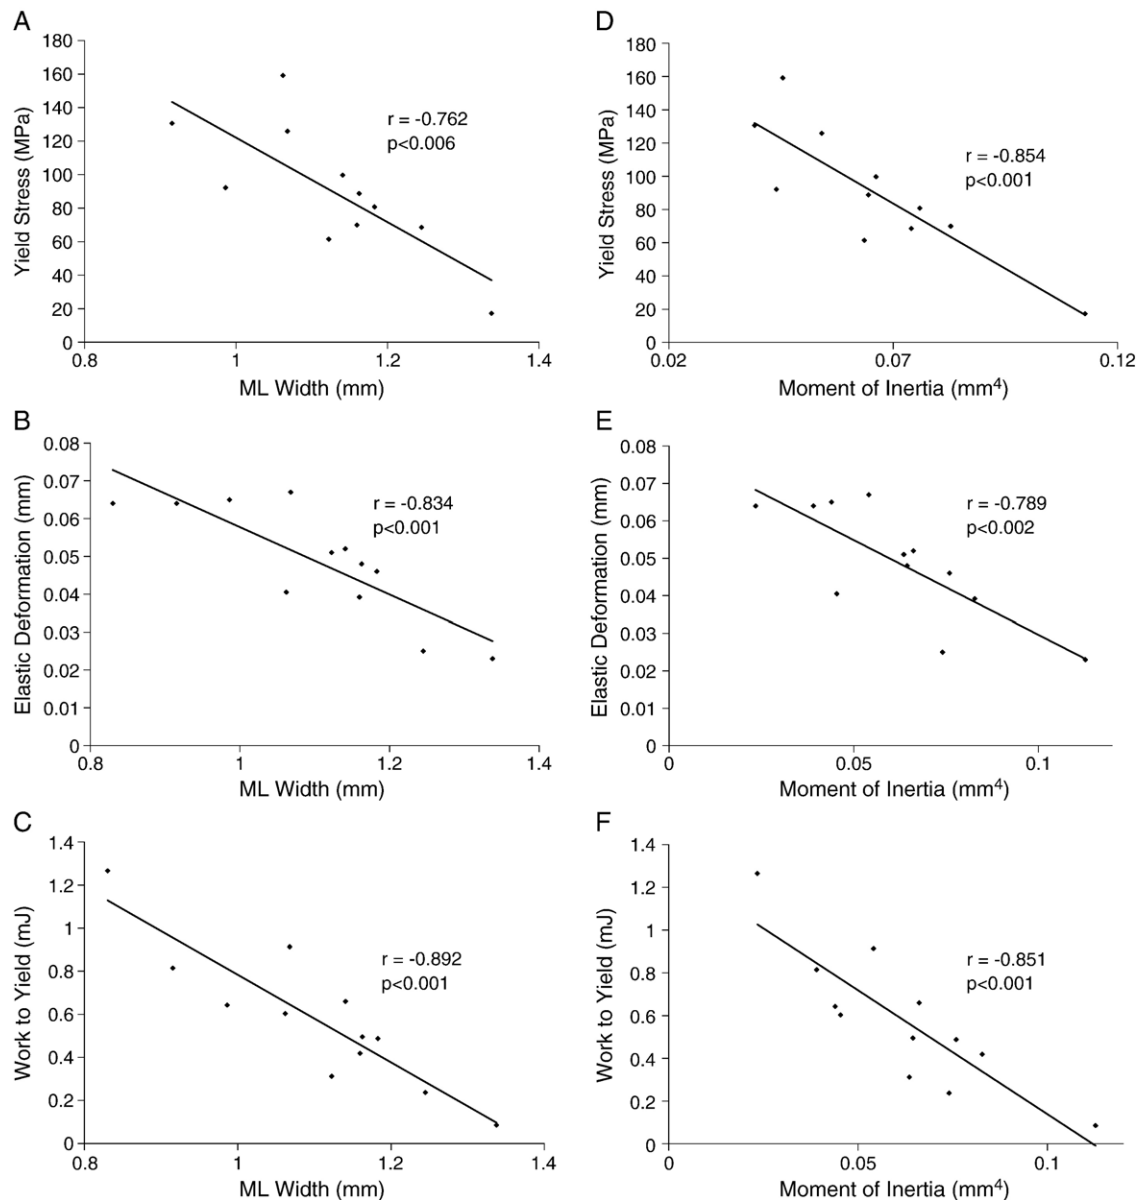 A
180
160
140
120
100
80
60
40
20
0
Yield Stress (MPa)
r = -0.762
p<0.006
0.8 1 1.2 1.4
ML Width (mm)
D
180
160
140
120
100
80
60
40
20
0
Yield Stress (MPa)
r = -0.854
p<0.001
0.02 0.07 0.12
Moment of Inertia (mm⁴)
B
0.08
0.07
0.06
0.05
0.04
0.03
0.02
0.01
0
Elastic Deformation (mm)
r = -0.834
p<0.001
0.8 1 1.2 1.4
ML Width (mm)
E
0.08
0.07
0.06
0.05
0.04
0.03
0.02
0.01
0
Elastic Deformation (mm)
r = -0.789
p<0.002
0 0.05 0.1
Moment of Inertia (mm⁴)
C
1.4
1.2
1
0.8
0.6
0.4
0.2
0
Work to Yield (mJ)
r = -0.892
p<0.001
0.8 1 1.2 1.4
ML Width (mm)
F
1.4
1.2
1
0.8
0.6
0.4
0.2
0
Work to Yield (mJ)
r = -0.851
p<0.001
0 0.05 0.1
Moment of Inertia (mm⁴)